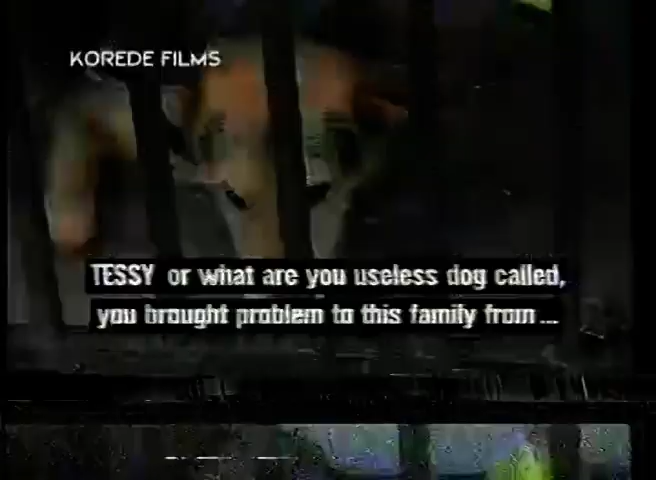 KOREDE FILMS
TESSY or what are you useless dog called,
you brought problem to this family from ...